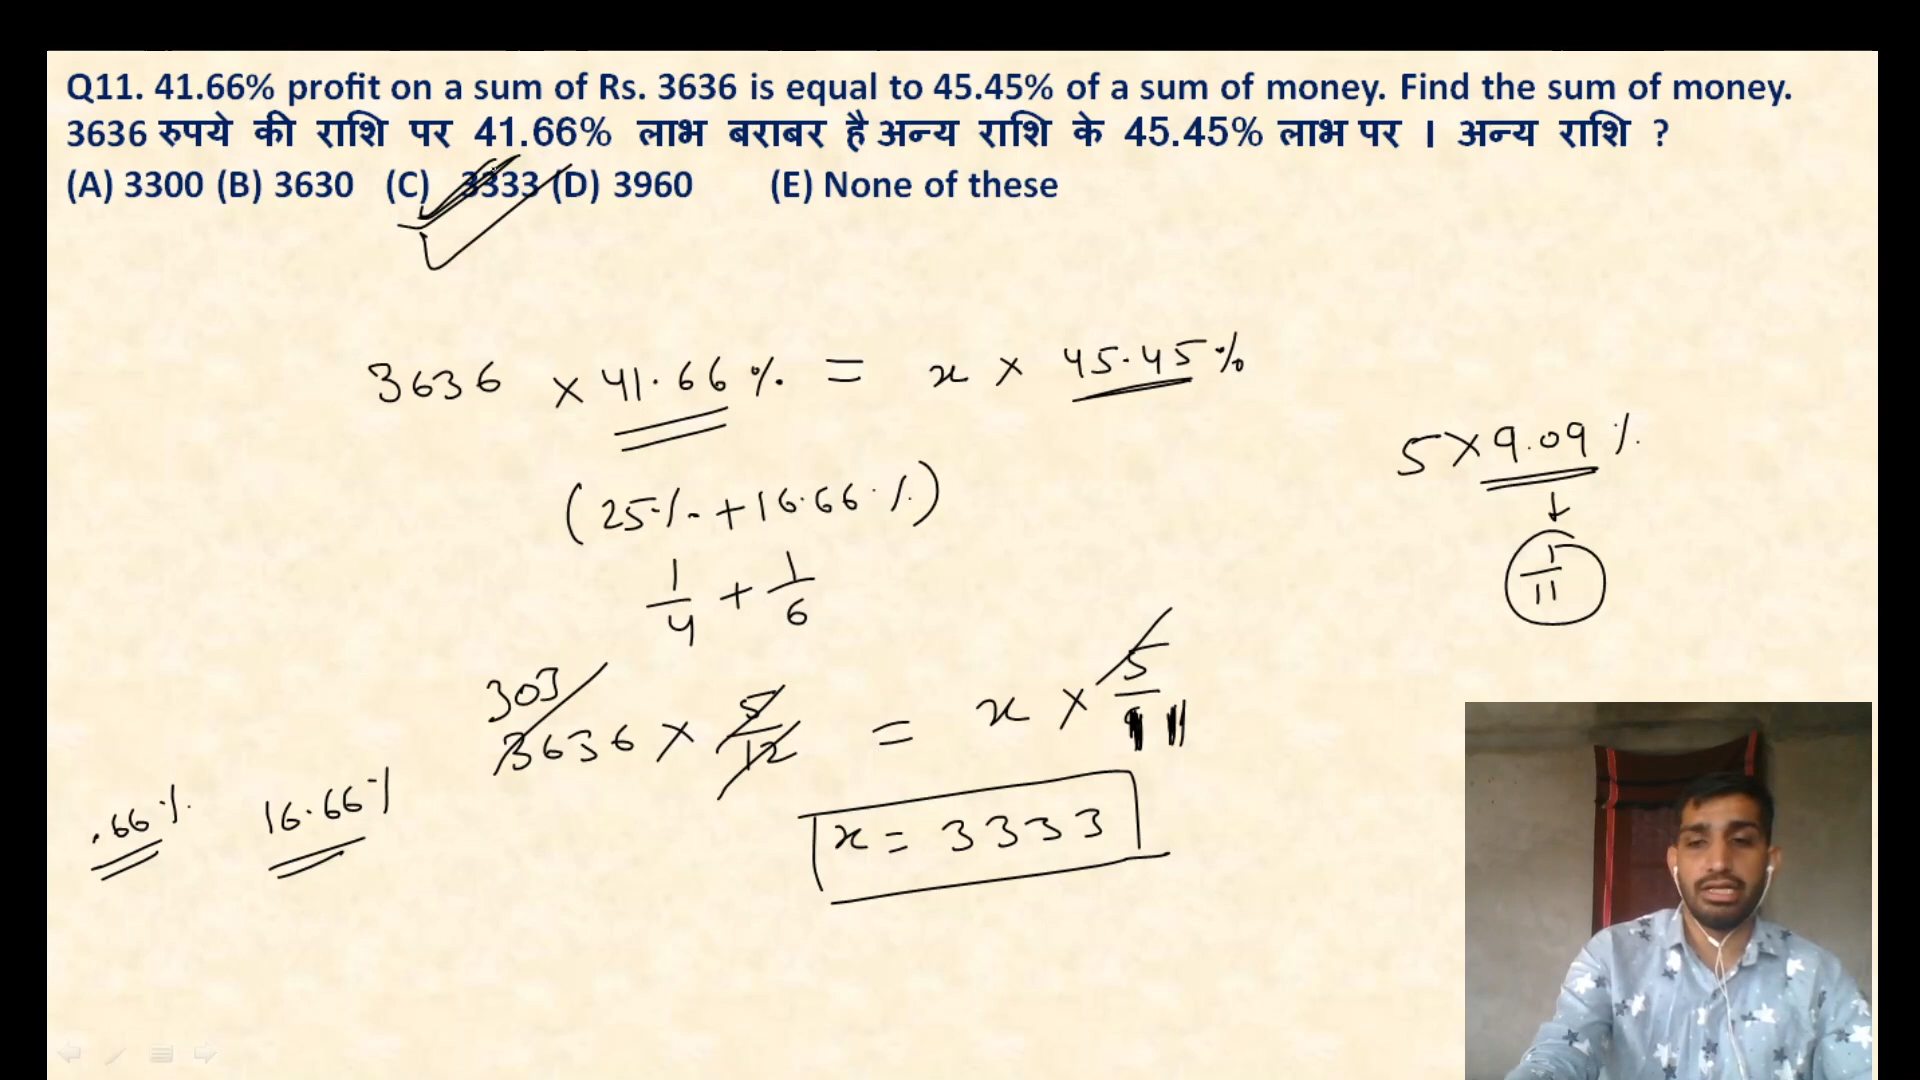 Q11. 41.66% profit on a sum of Rs. 3636 is equal to 45.45% of a sum of money. Find the sum of money.
3636 रुपये की राशि पर 41.66% लाभ बराबर है अन्य राशि के 45.45% लाभ पर । अन्य राशि ?
(A) 3300 (B) 3630 (C) 3333 (D) 3960 (E) None of these
3636 × 41.66 % = x × 45.45 %
5 × 9.09 %
(25% + 16.66 %)
1/11
1/4 + 1/6
303
3636 × 5/12 = x × 5/11
.66 % 16.66 %
x = 3333